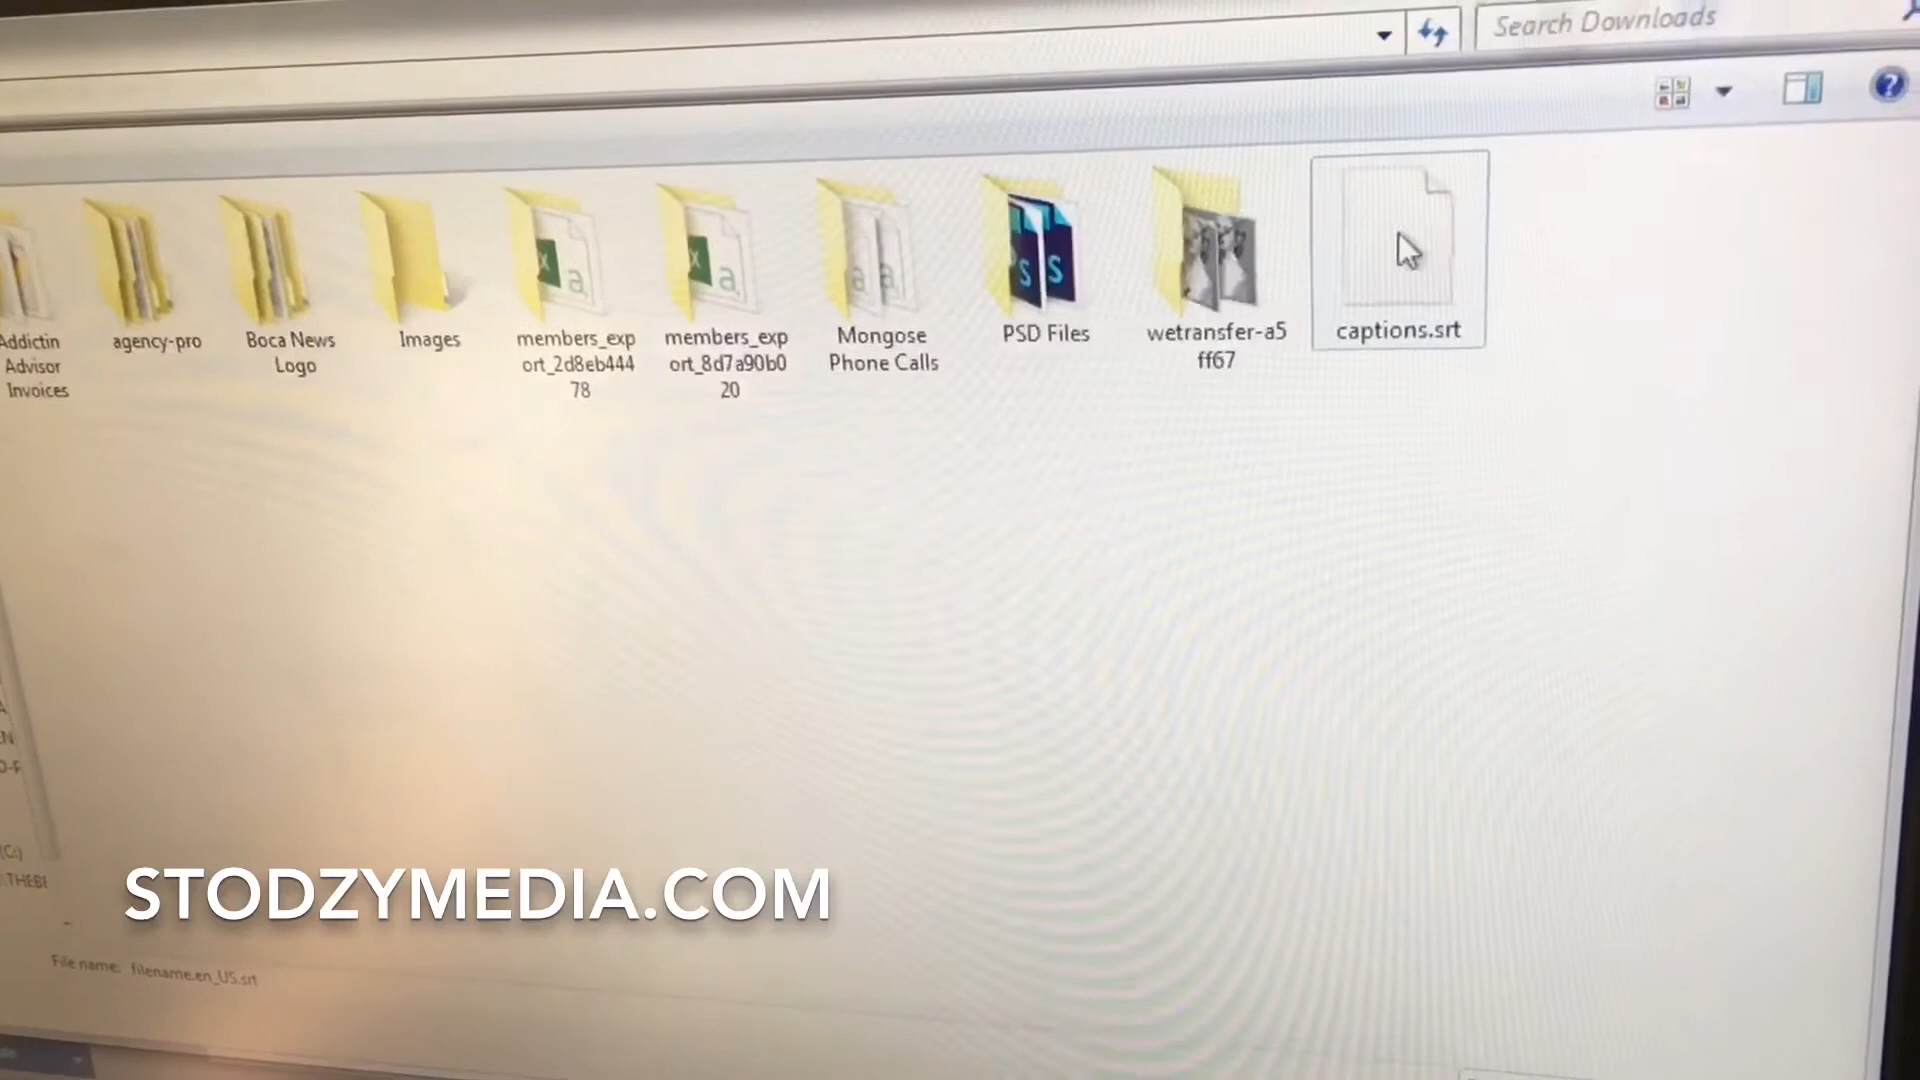 Search Downloads
Addictin
Advisor
Invoices
agency-pro
Boca News
Logo
Images
members_exp
ort_2d8eb444
78
members_exp
ort_8d7a90b0
20
Mongose
Phone Calls
PSD Files
wetransfer-a5
ff67
captions.srt
(C:)
STODZYMEDIA.COM
File name: filename.en_US.srt